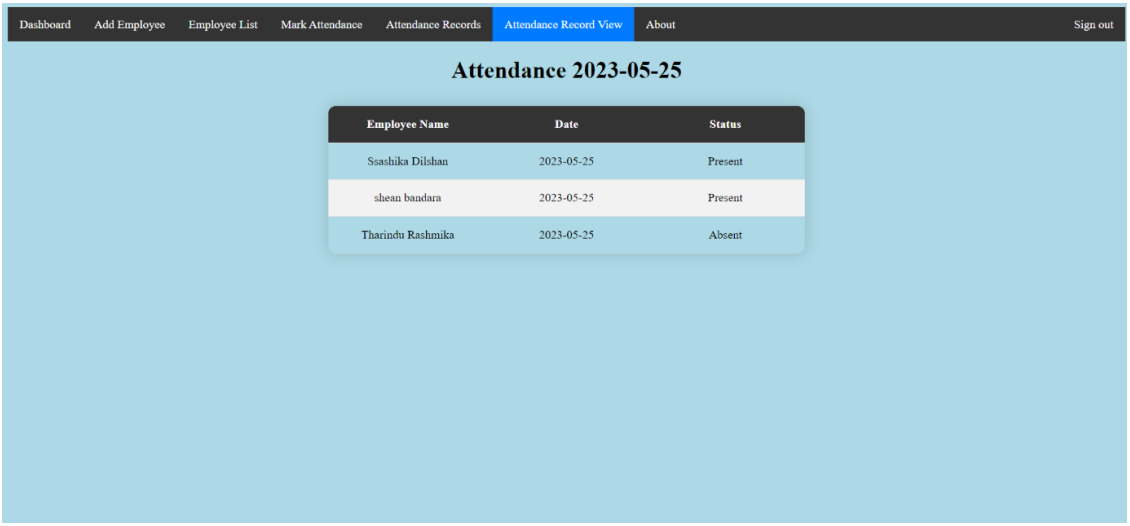 Dashboard Add Employee Employee List Mark Attendance Attendance Records Attendance Record View About Sign out
Attendance 2023-05-25
Employee Name Date Status
Ssashika Dilshan 2023-05-25 Present
shean bandara 2023-05-25 Present
Tharindu Rashmika 2023-05-25 Absent